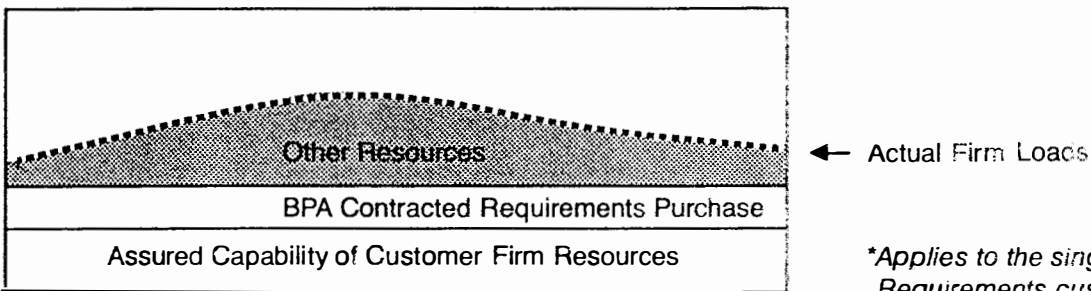 Other Resources
← Actual Firm Loads
BPA Contracted Requirements Purchase
Assured Capability of Customer Firm Resources
*Applies to the sing
Requirements cus